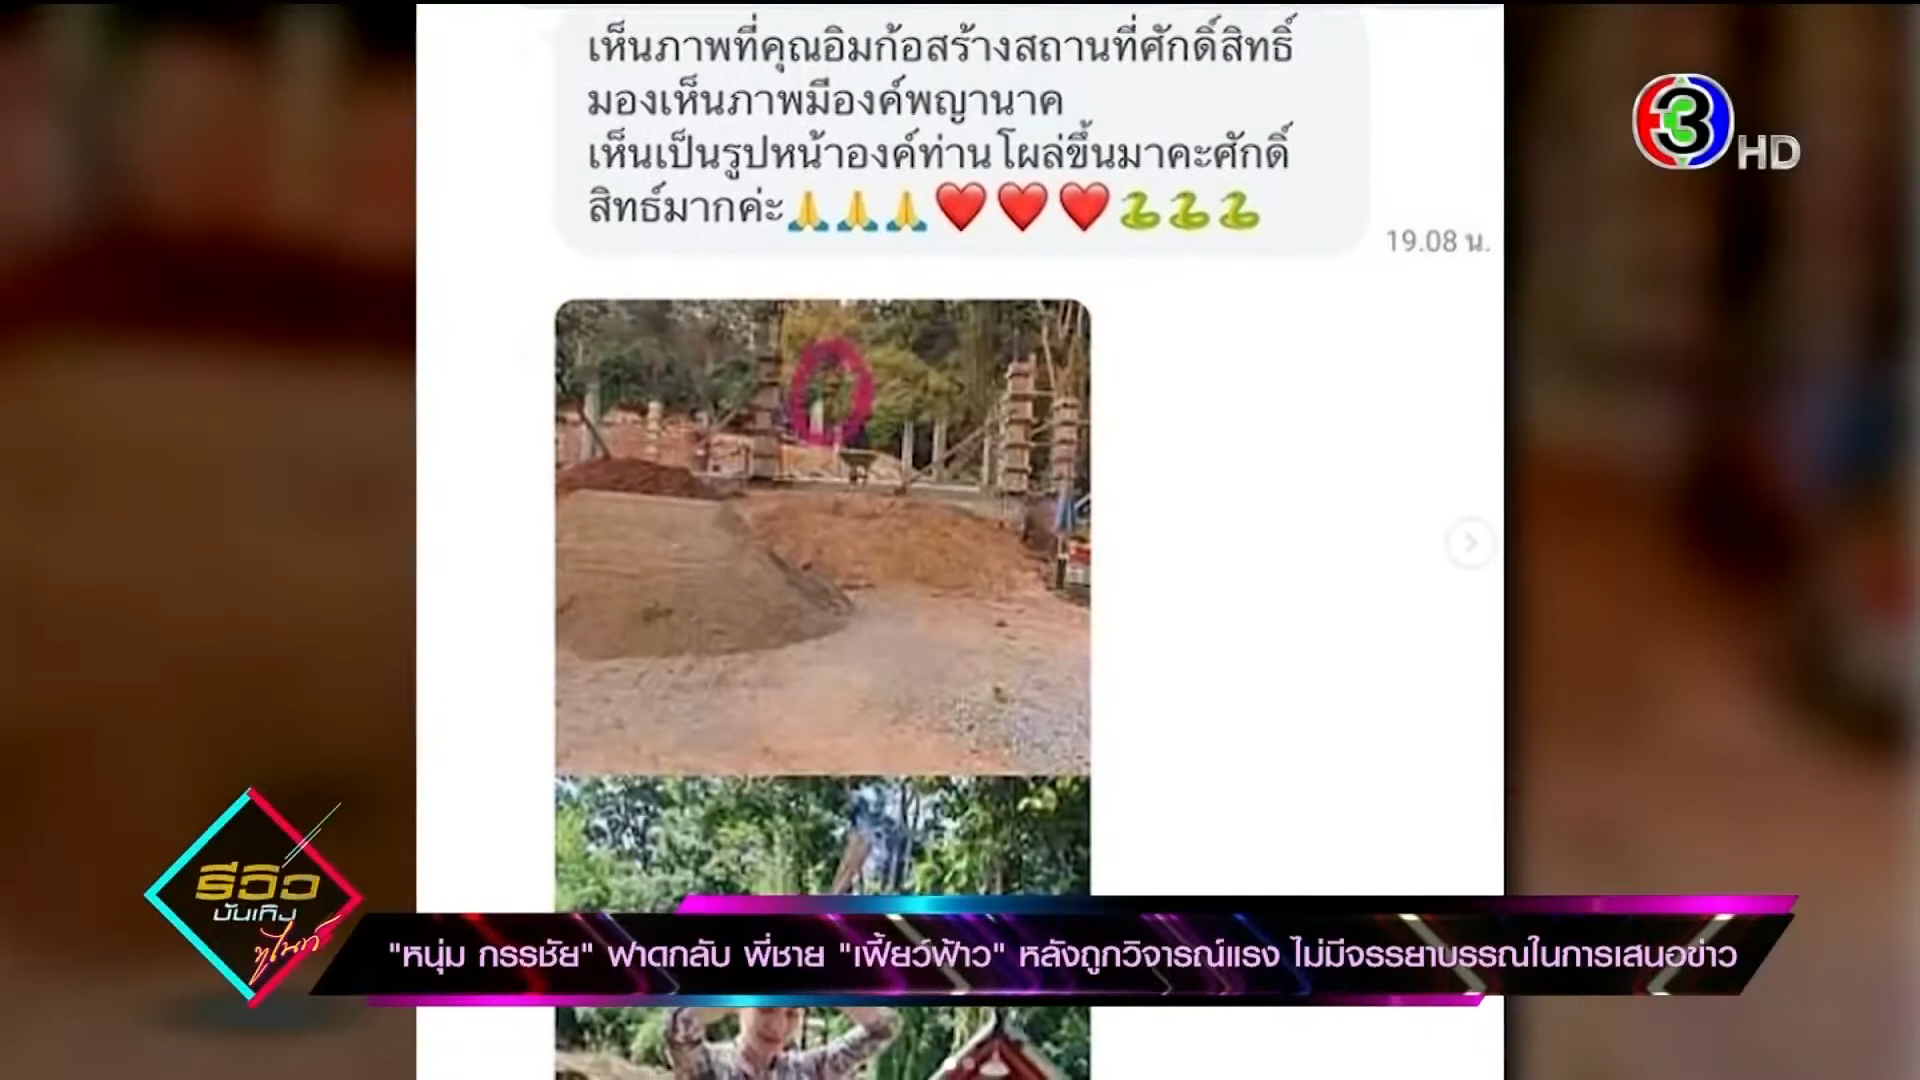 เห็นภาพที่คุณอิมก้อสร้างสถานที่ศักดิ์สิทธิ์
มองเห็นภาพมีองค์พญานาค
เห็นเป็นรูปหน้าองค์ท่านโผล่ขึ้นมาคะศักดิ์
สิทธ์มากค่ะ🙏🙏🙏❤️❤️❤️🐍🐍🐍
19.08 น.
3 HD
รีวิว
บันเทิง
ทูไนท์
"หนุ่ม กรรชัย" ฟาดกลับ พี่ชาย "เฟี้ยวฟ้าว" หลังถูกวิจารณ์แรง ไม่มีจรรยาบรรณในการเสนอข่าว